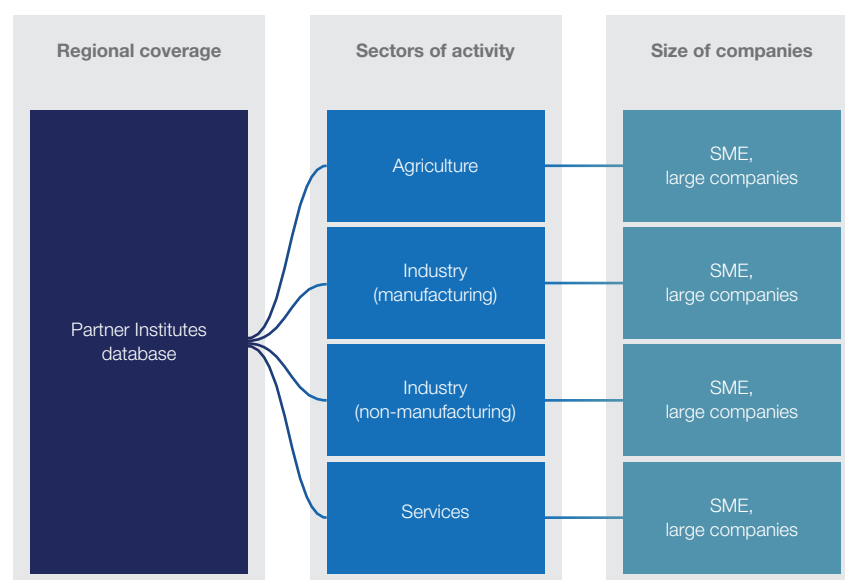 Regional coverage
Sectors of activity
Size of companies
Partner Institutes
database
Agriculture
SME,
large companies
Industry
(manufacturing)
SME,
large companies
Industry
(non-manufacturing)
SME,
large companies
Services
SME,
large companies